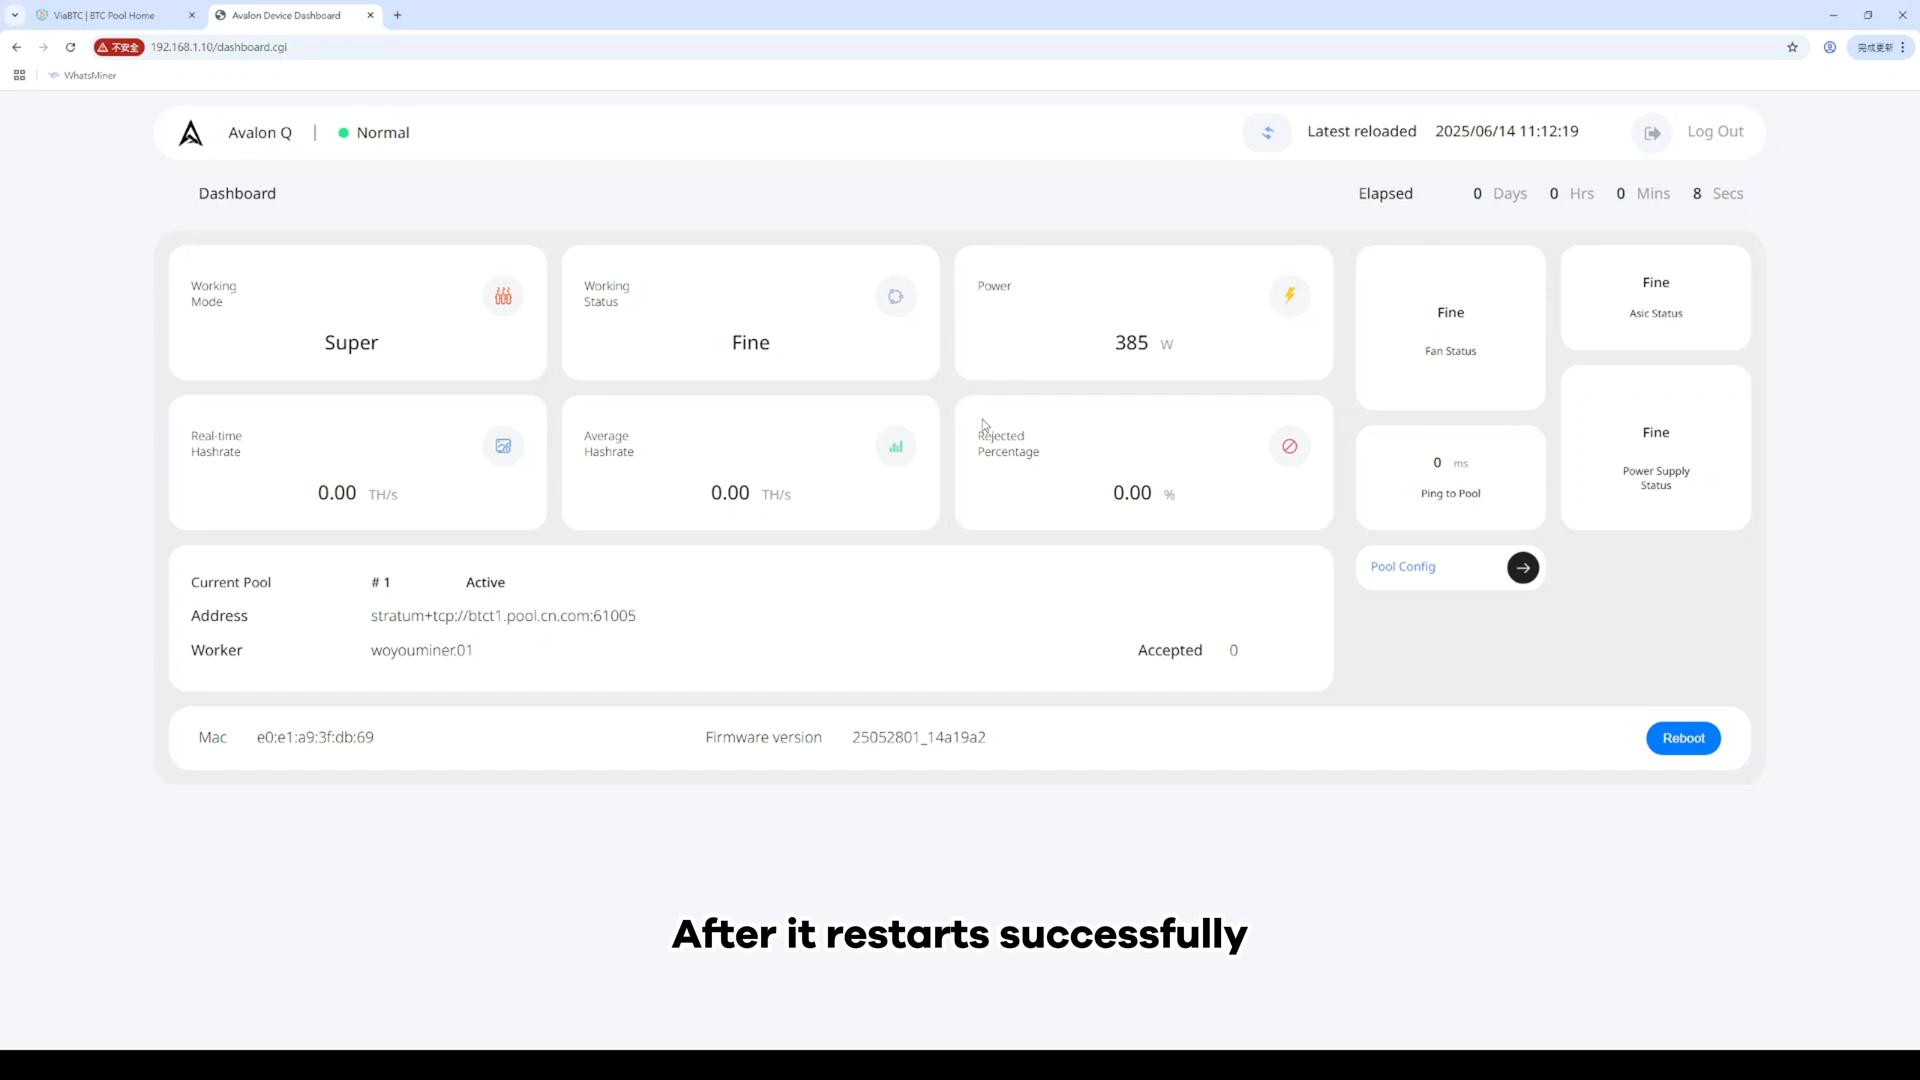 ViaBTC | BTC Pool Home
Avalon Device Dashboard
不安全
192.168.1.10/dashboard.cgi
完成更新
WhatsMiner
Avalon Q
Normal
Latest reloaded 2025/06/14 11:12:19
Log Out
Dashboard
Elapsed 0 Days 0 Hrs 0 Mins 8 Secs
Working
Mode
Super
Working
Status
Fine
Power
385 W
Fine
Fan Status
Fine
Asic Status
Real-time
Hashrate
0.00 TH/s
Average
Hashrate
0.00 TH/s
Rejected
Percentage
0.00 %
0 ms
Ping to Pool
Fine
Power Supply
Status
Current Pool # 1 Active
Address stratum+tcp://btct1.pool.cn.com:61005
Worker woyouminer.01 Accepted 0
Pool Config
Mac e0:e1:a9:3f:db:69 Firmware version 25052801_14a19a2
Reboot
After it restarts successfully